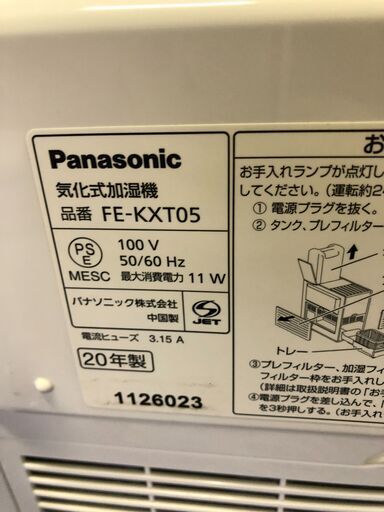 Panasonic
気化式加湿機
品番 FE-KXT05
PS
E
MESC
100 V
50/60 Hz
最大消費電力 11 W
パナソニック株式会社
中国製
JET
電流ヒューズ 3.15 A
20年製
1126023
お
お手入れランプが点灯し
してください。(運転約2
① 電源プラグを抜く。
② タンク、プレフィルター
トレー
③プレフィルター、加湿フィ
フィルター枠をお手入れし
(詳細は取扱説明書の「お
④電源プラグを差し込んで、
を3秒押しする。(お手入れ